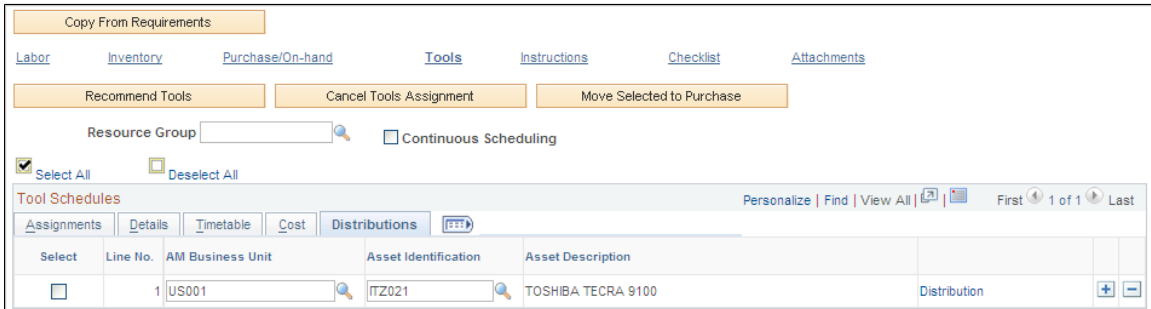 Copy From Requirements
Labor Inventory Purchase/On-hand Tools Instructions Checklist Attachments
Recommend Tools Cancel Tools Assignment Move Selected to Purchase
Resource Group Continuous Scheduling
Select All Deselect All
Tool Schedules Personalize | Find | View All | | First 1 of 1 Last
Assignments Details Timetable Cost Distributions
Select Line No. AM Business Unit Asset Identification Asset Description
1 US001 ITZ021 TOSHIBA TECRA 9100 Distribution